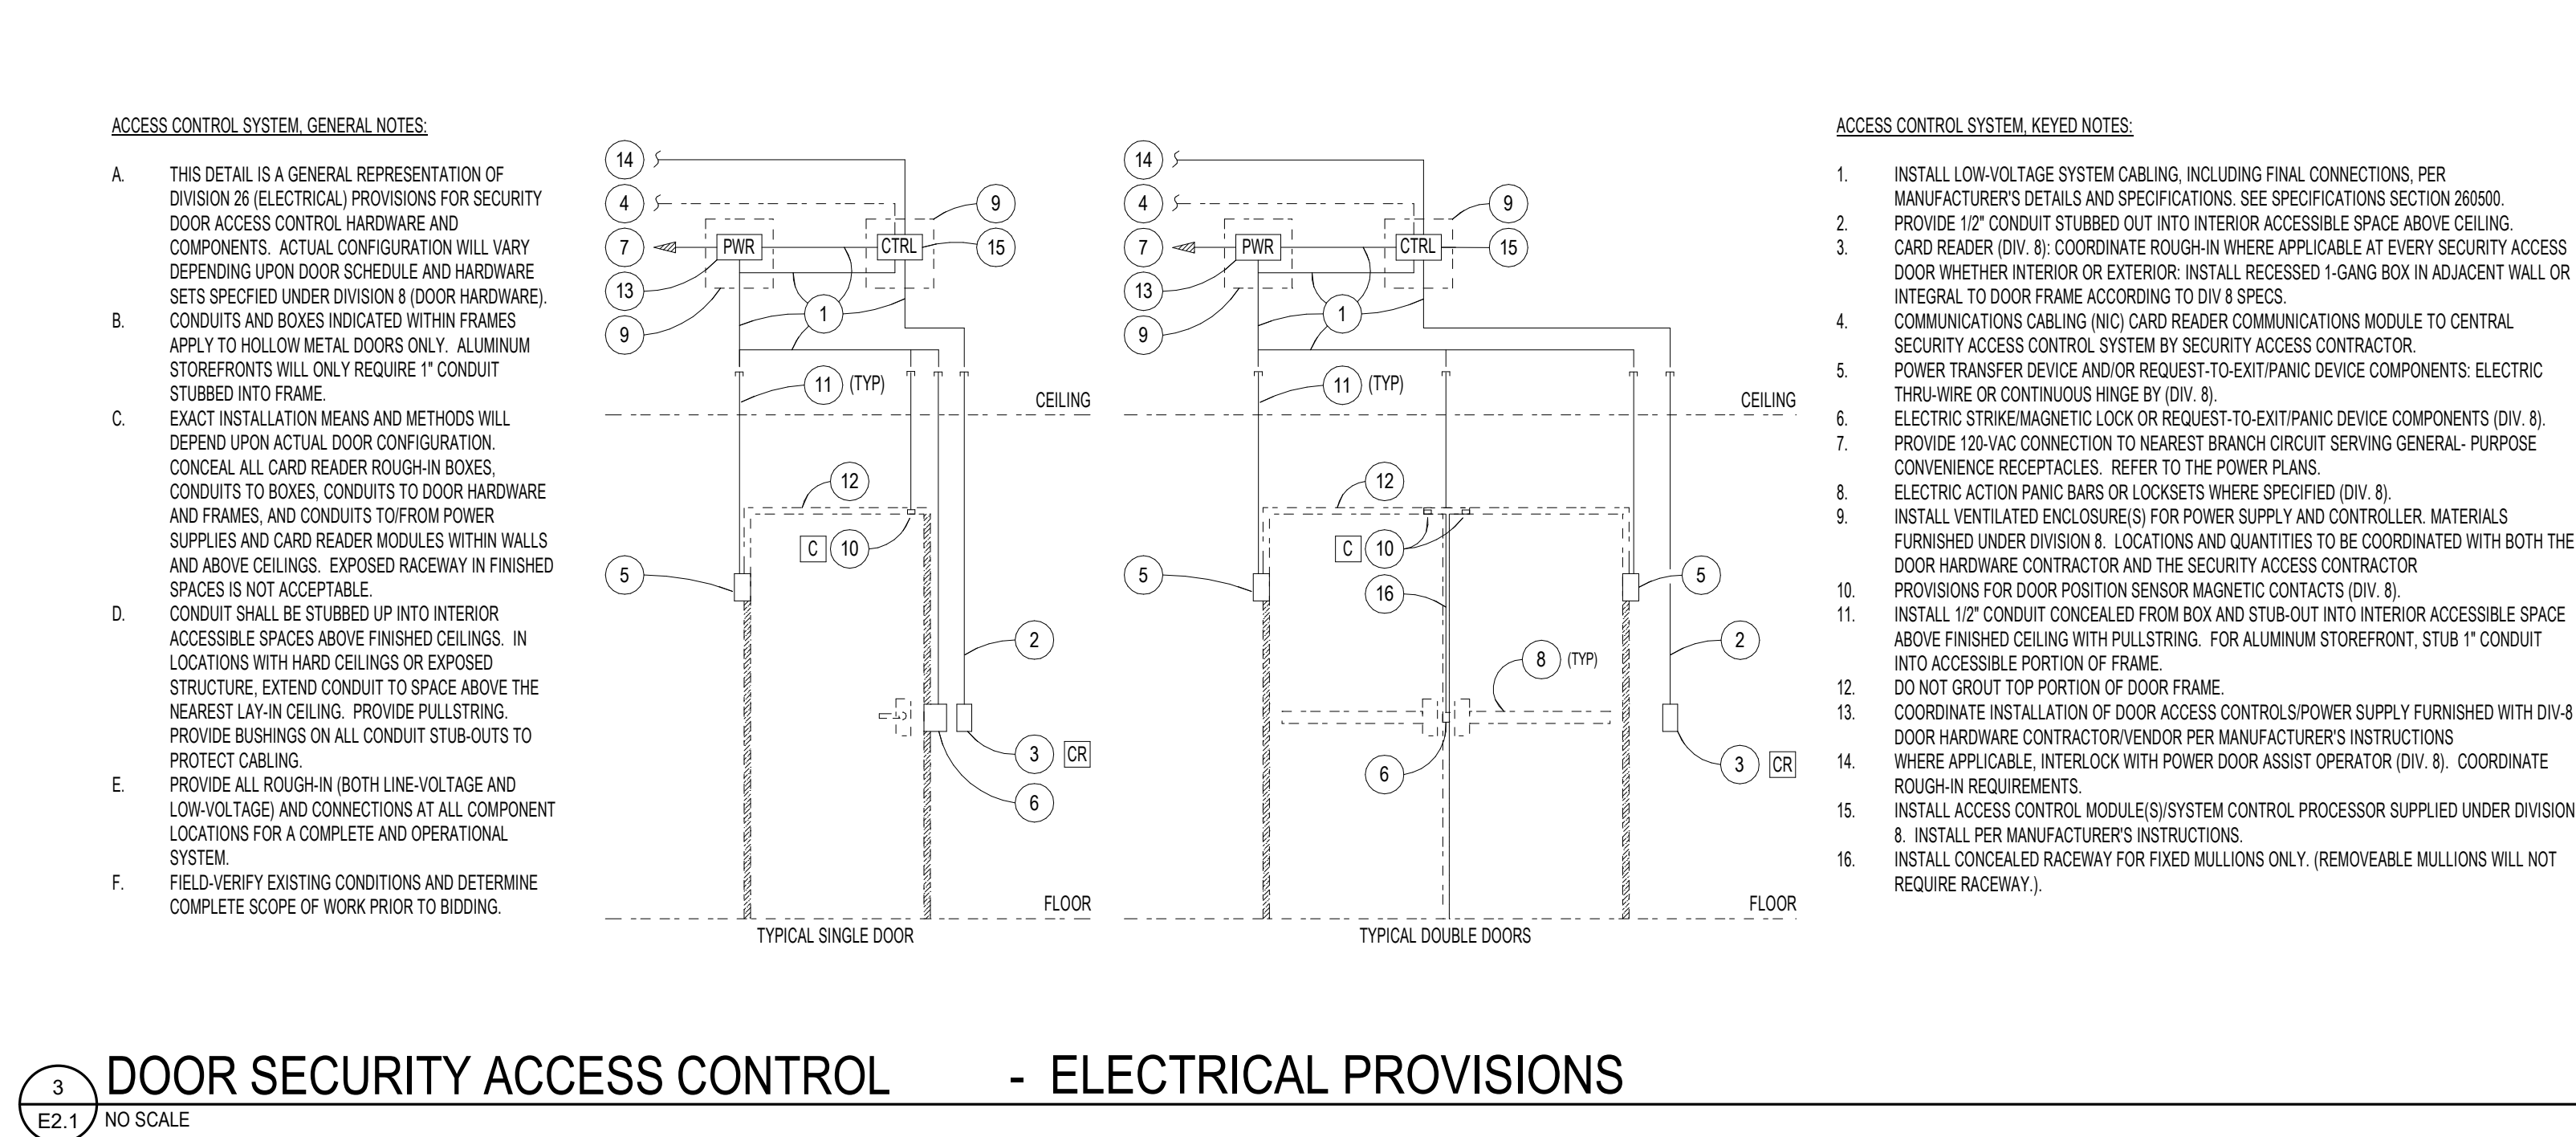 ACCESS CONTROL SYSTEM, GENERAL NOTES:
A. THIS DETAIL IS A GENERAL REPRESENTATION OF
DIVISION 26 (ELECTRICAL) PROVISIONS FOR SECURITY
DOOR ACCESS CONTROL HARDWARE AND
COMPONENTS. ACTUAL CONFIGURATION WILL VARY
DEPENDING UPON DOOR SCHEDULE AND HARDWARE
SETS SPECFIED UNDER DIVISION 8 (DOOR HARDWARE).
B. CONDUITS AND BOXES INDICATED WITHIN FRAMES
APPLY TO HOLLOW METAL DOORS ONLY. ALUMINUM
STOREFRONTS WILL ONLY REQUIRE 1" CONDUIT
STUBBED INTO FRAME.
C. EXACT INSTALLATION MEANS AND METHODS WILL
DEPEND UPON ACTUAL DOOR CONFIGURATION.
CONCEAL ALL CARD READER ROUGH-IN BOXES,
CONDUITS TO BOXES, CONDUITS TO DOOR HARDWARE
AND FRAMES, AND CONDUITS TO/FROM POWER
SUPPLIES AND CARD READER MODULES WITHIN WALLS
AND ABOVE CEILINGS. EXPOSED RACEWAY IN FINISHED
SPACES IS NOT ACCEPTABLE.
D. CONDUIT SHALL BE STUBBED UP INTO INTERIOR
ACCESSIBLE SPACES ABOVE FINISHED CEILINGS. IN
LOCATIONS WITH HARD CEILINGS OR EXPOSED
STRUCTURE, EXTEND CONDUIT TO SPACE ABOVE THE
NEAREST LAY-IN CEILING. PROVIDE PULLSTRING.
PROVIDE BUSHINGS ON ALL CONDUIT STUB-OUTS TO
PROTECT CABLING.
E. PROVIDE ALL ROUGH-IN (BOTH LINE-VOLTAGE AND
LOW-VOLTAGE) AND CONNECTIONS AT ALL COMPONENT
LOCATIONS FOR A COMPLETE AND OPERATIONAL
SYSTEM.
F. FIELD-VERIFY EXISTING CONDITIONS AND DETERMINE
COMPLETE SCOPE OF WORK PRIOR TO BIDDING.
14
4
9
7
PWR
CTRL
15
13
1
9
11 (TYP)
CEILING
12
C 10
5
2
3 CR
6
FLOOR
TYPICAL SINGLE DOOR
14
4
9
7
PWR
CTRL
15
13
1
9
11 (TYP)
CEILING
12
C 10
5
5
16
2
8 (TYP)
3 CR
6
FLOOR
TYPICAL DOUBLE DOORS
ACCESS CONTROL SYSTEM, KEYED NOTES:
1. INSTALL LOW-VOLTAGE SYSTEM CABLING, INCLUDING FINAL CONNECTIONS, PER
MANUFACTURER'S DETAILS AND SPECIFICATIONS. SEE SPECIFICATIONS SECTION 260500.
2. PROVIDE 1/2" CONDUIT STUBBED OUT INTO INTERIOR ACCESSIBLE SPACE ABOVE CEILING.
3. CARD READER (DIV. 8): COORDINATE ROUGH-IN WHERE APPLICABLE AT EVERY SECURITY ACCESS
DOOR WHETHER INTERIOR OR EXTERIOR: INSTALL RECESSED 1-GANG BOX IN ADJACENT WALL OR
INTEGRAL TO DOOR FRAME ACCORDING TO DIV 8 SPECS.
4. COMMUNICATIONS CABLING (NIC) CARD READER COMMUNICATIONS MODULE TO CENTRAL
SECURITY ACCESS CONTROL SYSTEM BY SECURITY ACCESS CONTRACTOR.
5. POWER TRANSFER DEVICE AND/OR REQUEST-TO-EXIT/PANIC DEVICE COMPONENTS: ELECTRIC
THRU-WIRE OR CONTINUOUS HINGE BY (DIV. 8).
6. ELECTRIC STRIKE/MAGNETIC LOCK OR REQUEST-TO-EXIT/PANIC DEVICE COMPONENTS (DIV. 8).
7. PROVIDE 120-VAC CONNECTION TO NEAREST BRANCH CIRCUIT SERVING GENERAL- PURPOSE
CONVENIENCE RECEPTACLES. REFER TO THE POWER PLANS.
8. ELECTRIC ACTION PANIC BARS OR LOCKSETS WHERE SPECIFIED (DIV. 8).
9. INSTALL VENTILATED ENCLOSURE(S) FOR POWER SUPPLY AND CONTROLLER. MATERIALS
FURNISHED UNDER DIVISION 8. LOCATIONS AND QUANTITIES TO BE COORDINATED WITH BOTH THE
DOOR HARDWARE CONTRACTOR AND THE SECURITY ACCESS CONTRACTOR
10. PROVISIONS FOR DOOR POSITION SENSOR MAGNETIC CONTACTS (DIV. 8).
11. INSTALL 1/2" CONDUIT CONCEALED FROM BOX AND STUB-OUT INTO INTERIOR ACCESSIBLE SPACE
ABOVE FINISHED CEILING WITH PULLSTRING. FOR ALUMINUM STOREFRONT, STUB 1" CONDUIT
INTO ACCESSIBLE PORTION OF FRAME.
12. DO NOT GROUT TOP PORTION OF DOOR FRAME.
13. COORDINATE INSTALLATION OF DOOR ACCESS CONTROLS/POWER SUPPLY FURNISHED WITH DIV-8
DOOR HARDWARE CONTRACTOR/VENDOR PER MANUFACTURER'S INSTRUCTIONS
14. WHERE APPLICABLE, INTERLOCK WITH POWER DOOR ASSIST OPERATOR (DIV. 8). COORDINATE
ROUGH-IN REQUIREMENTS.
15. INSTALL ACCESS CONTROL MODULE(S)/SYSTEM CONTROL PROCESSOR SUPPLIED UNDER DIVISION
8. INSTALL PER MANUFACTURER'S INSTRUCTIONS.
16. INSTALL CONCEALED RACEWAY FOR FIXED MULLIONS ONLY. (REMOVEABLE MULLIONS WILL NOT
REQUIRE RACEWAY.).
3
E2.1
DOOR SECURITY ACCESS CONTROL - ELECTRICAL PROVISIONS
NO SCALE